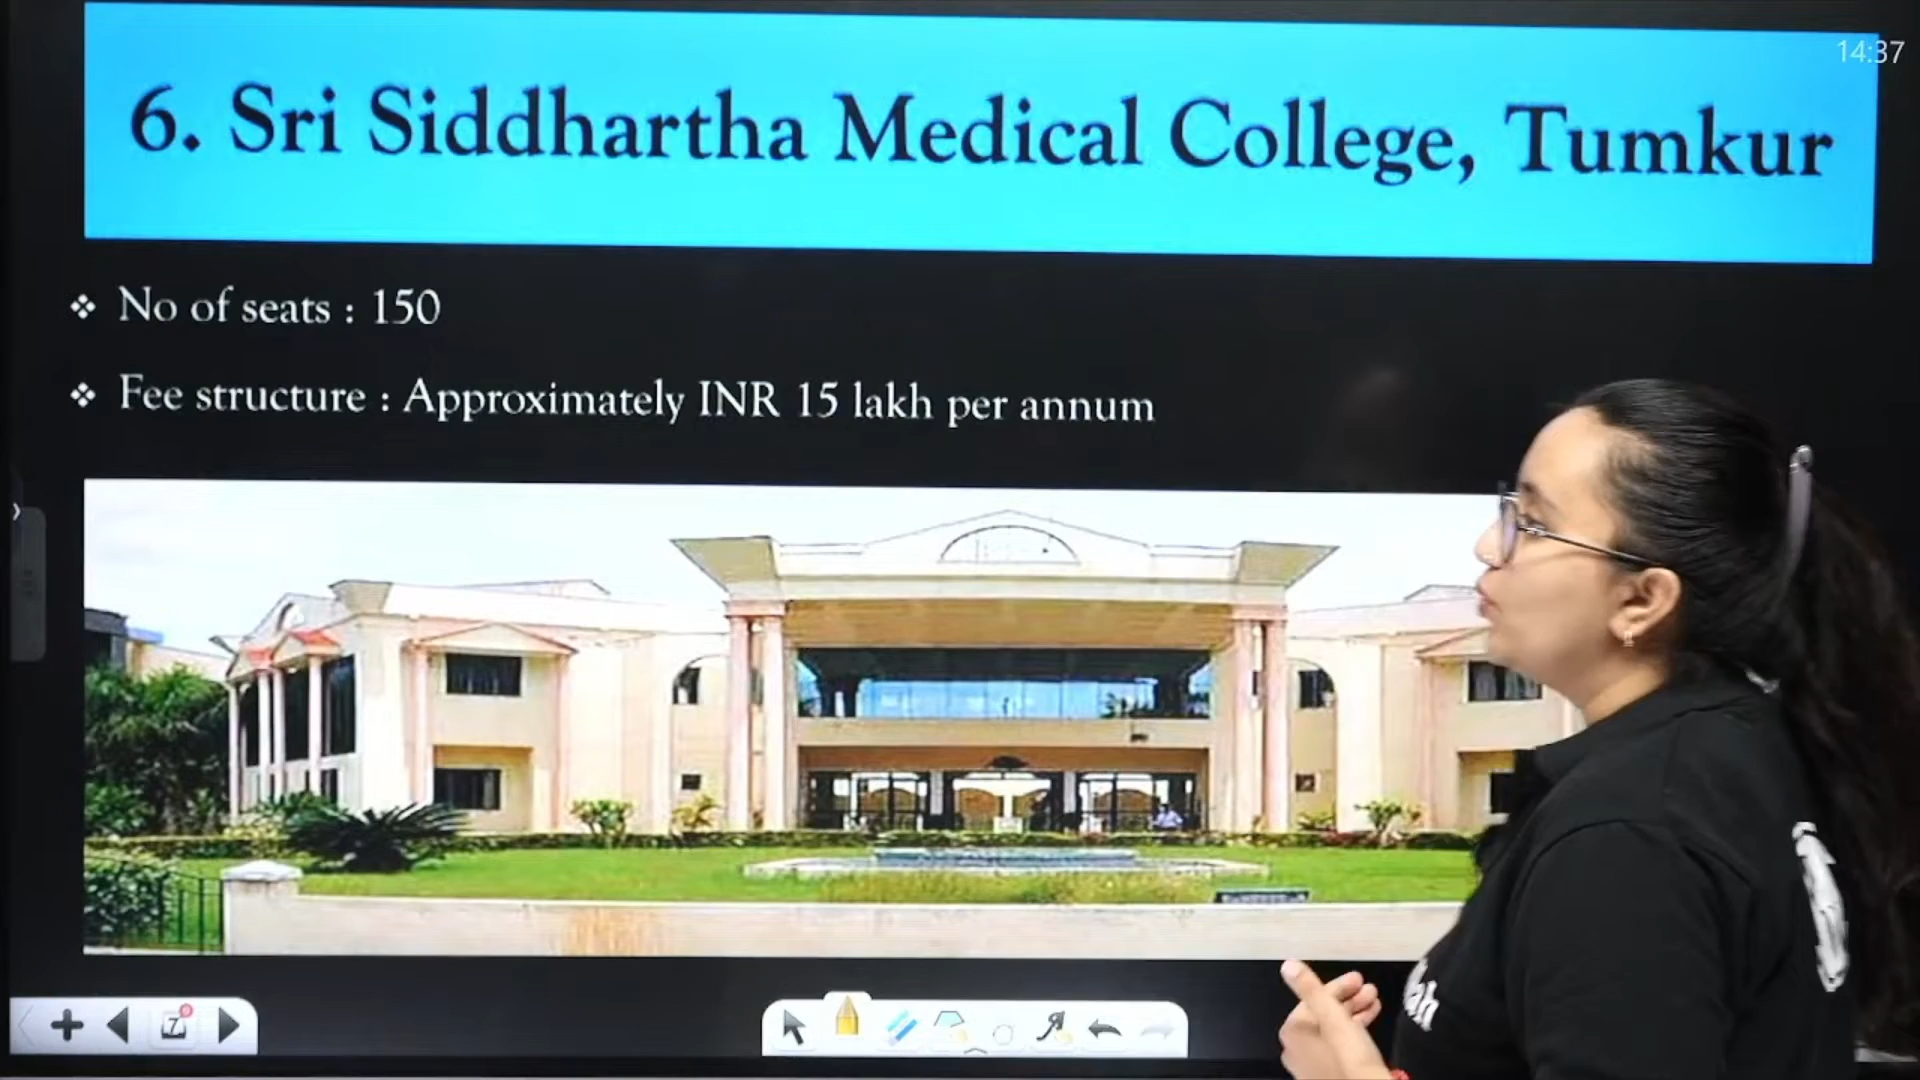 14:37
6. Sri Siddhartha Medical College, Tumkur
❖ No of seats : 150
❖ Fee structure : Approximately INR 15 lakh per annum
7